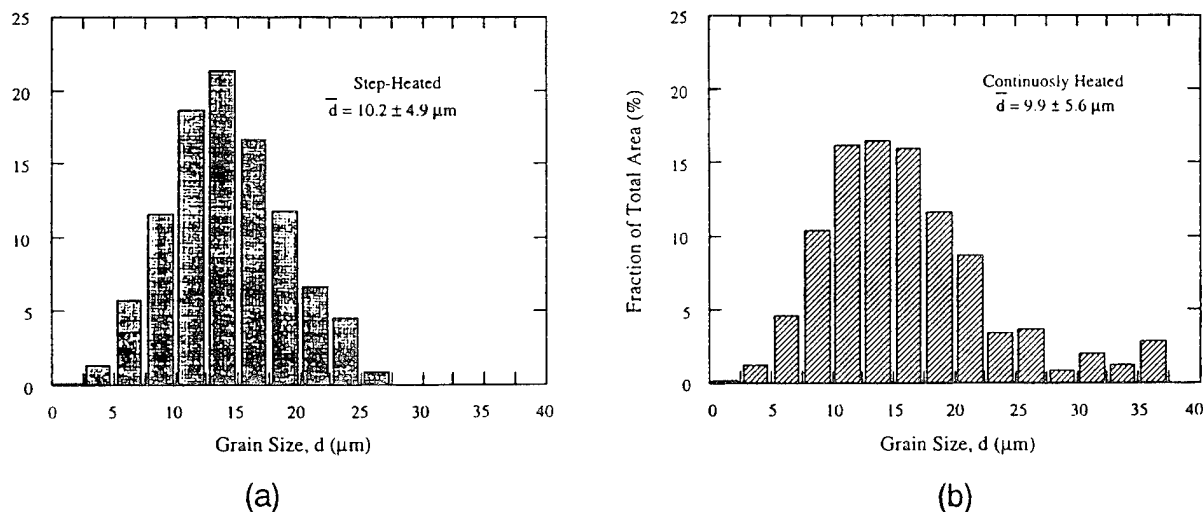 25
20
15
10
5
0
Step-Heated
d = 10.2 ± 4.9 μm
0 5 10 15 20 25 30 35 40
Grain Size, d (μm)
(a)
Fraction of Total Area (%)
25
20
15
10
5
0
Continuosly Heated
d = 9.9 ± 5.6 μm
0 5 10 15 20 25 30 35 40
Grain Size, d (μm)
(b)